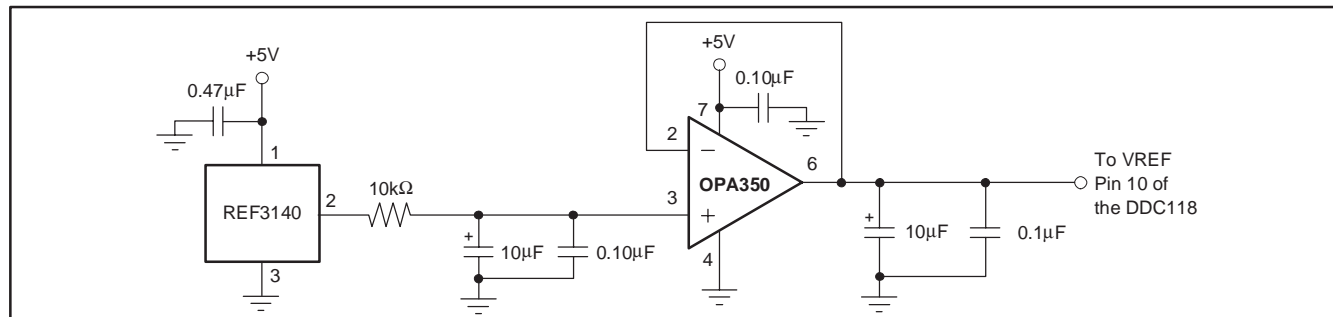 +5V
0.47μF
1
REF3140
2
3
10kΩ
+
10μF
0.10μF
+5V
0.10μF
7
2
−
OPA350
6
3
+
4
+
10μF
0.1μF
To VREF
Pin 10 of
the DDC118